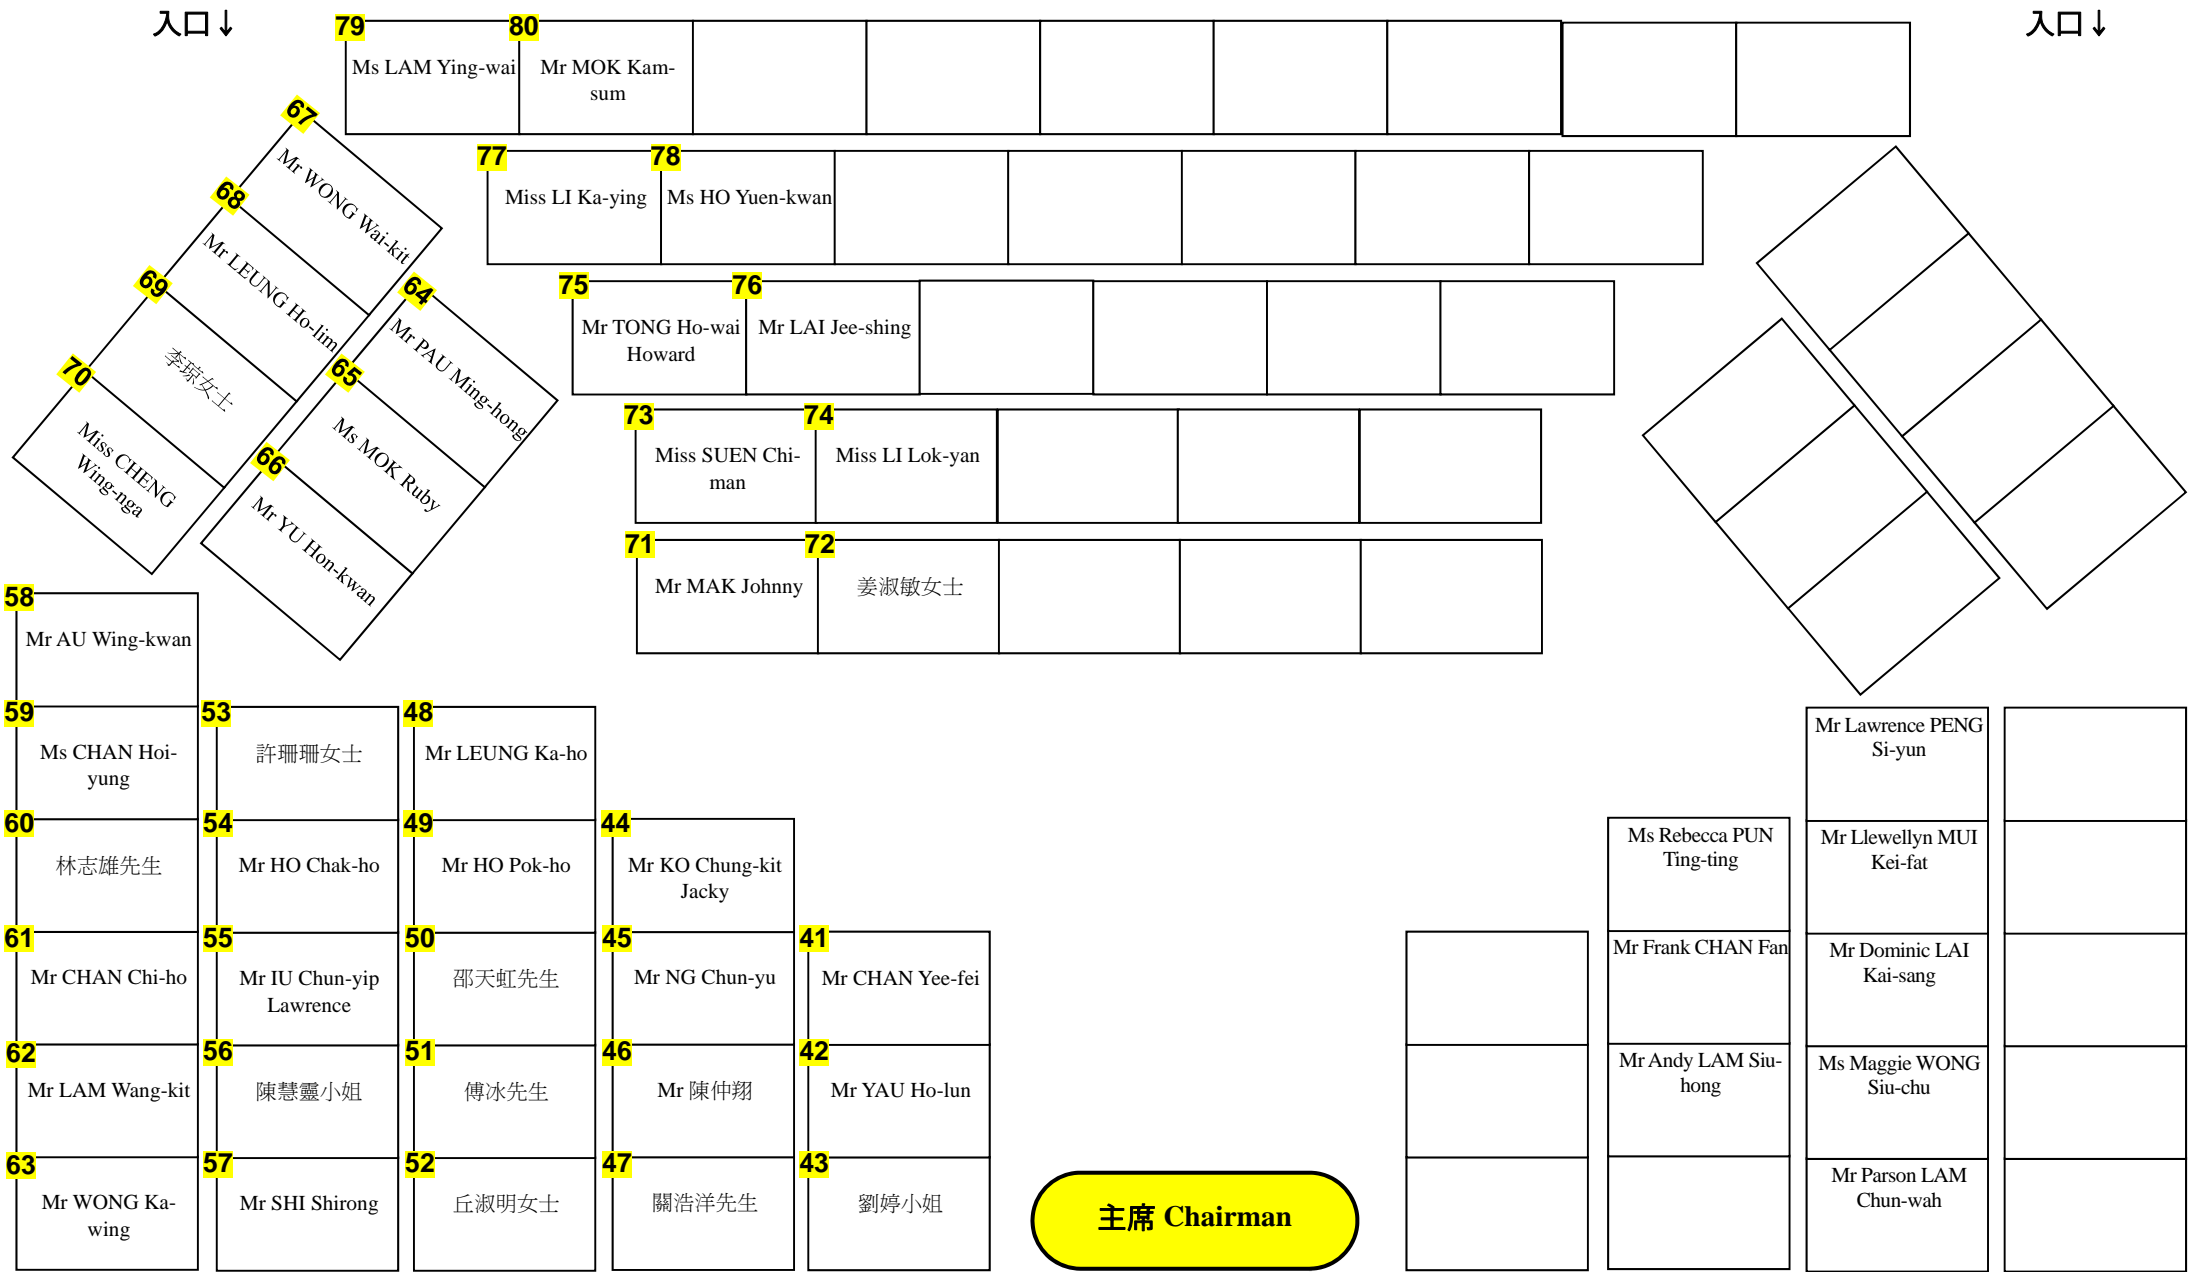 入口↓
入口↓
79
Ms LAM Ying-wai
80
Mr MOK Kam-
sum
77
Miss LI Ka-ying
78
Ms HO Yuen-kwan
75
Mr TONG Ho-wai
Howard
76
Mr LAI Jee-shing
73
Miss SUEN Chi-
man
74
Miss LI Lok-yan
71
Mr MAK Johnny
72
姜淑敏女士
67
Mr WONG Wai-kit
68
Mr LEUNG Ho-lim
69
李琼女士
70
Miss CHENG
Wing-nga
64
Mr PAU Ming-hong
65
Ms MOK Ruby
66
Mr YU Hon-kwan
58
Mr AU Wing-kwan
59
Ms CHAN Hoi-
yung
60
林志雄先生
61
Mr CHAN Chi-ho
62
Mr LAM Wang-kit
63
Mr WONG Ka-
wing
53
許珊珊女士
54
Mr HO Chak-ho
55
Mr IU Chun-yip
Lawrence
56
陳慧靈小姐
57
Mr SHI Shirong
48
Mr LEUNG Ka-ho
49
Mr HO Pok-ho
50
邵天虹先生
51
傅冰先生
52
丘淑明女士
44
Mr KO Chung-kit
Jacky
45
Mr NG Chun-yu
46
Mr 陳仲翔
47
關浩洋先生
41
Mr CHAN Yee-fei
42
Mr YAU Ho-lun
43
劉婷小姐
主席 Chairman
Ms Rebecca PUN
Ting-ting
Mr Frank CHAN Fan
Mr Andy LAM Siu-
hong
Mr Lawrence PENG
Si-yun
Mr Llewellyn MUI
Kei-fat
Mr Dominic LAI
Kai-sang
Ms Maggie WONG
Siu-chu
Mr Parson LAM
Chun-wah